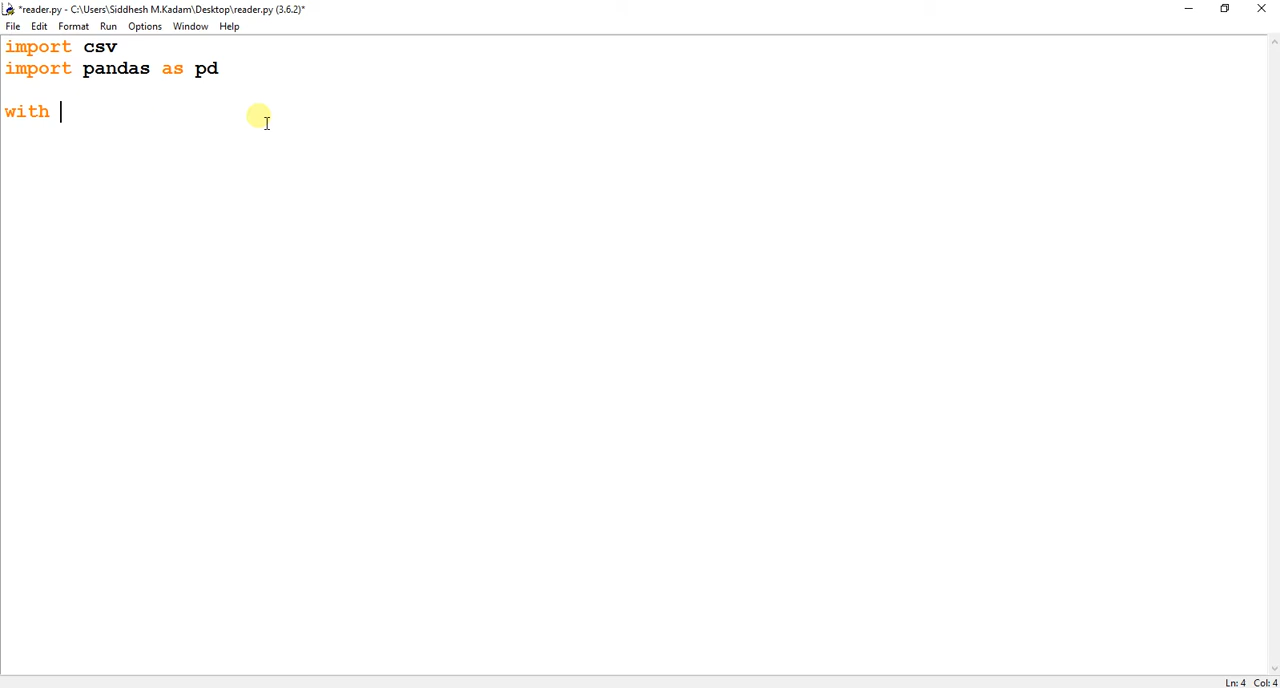 *reader.py - C:\Users\Siddhesh M.Kadam\Desktop\reader.py (3.6.2)*
File Edit Format Run Options Window Help
import csv
import pandas as pd
with
Ln: 4 Col: 4